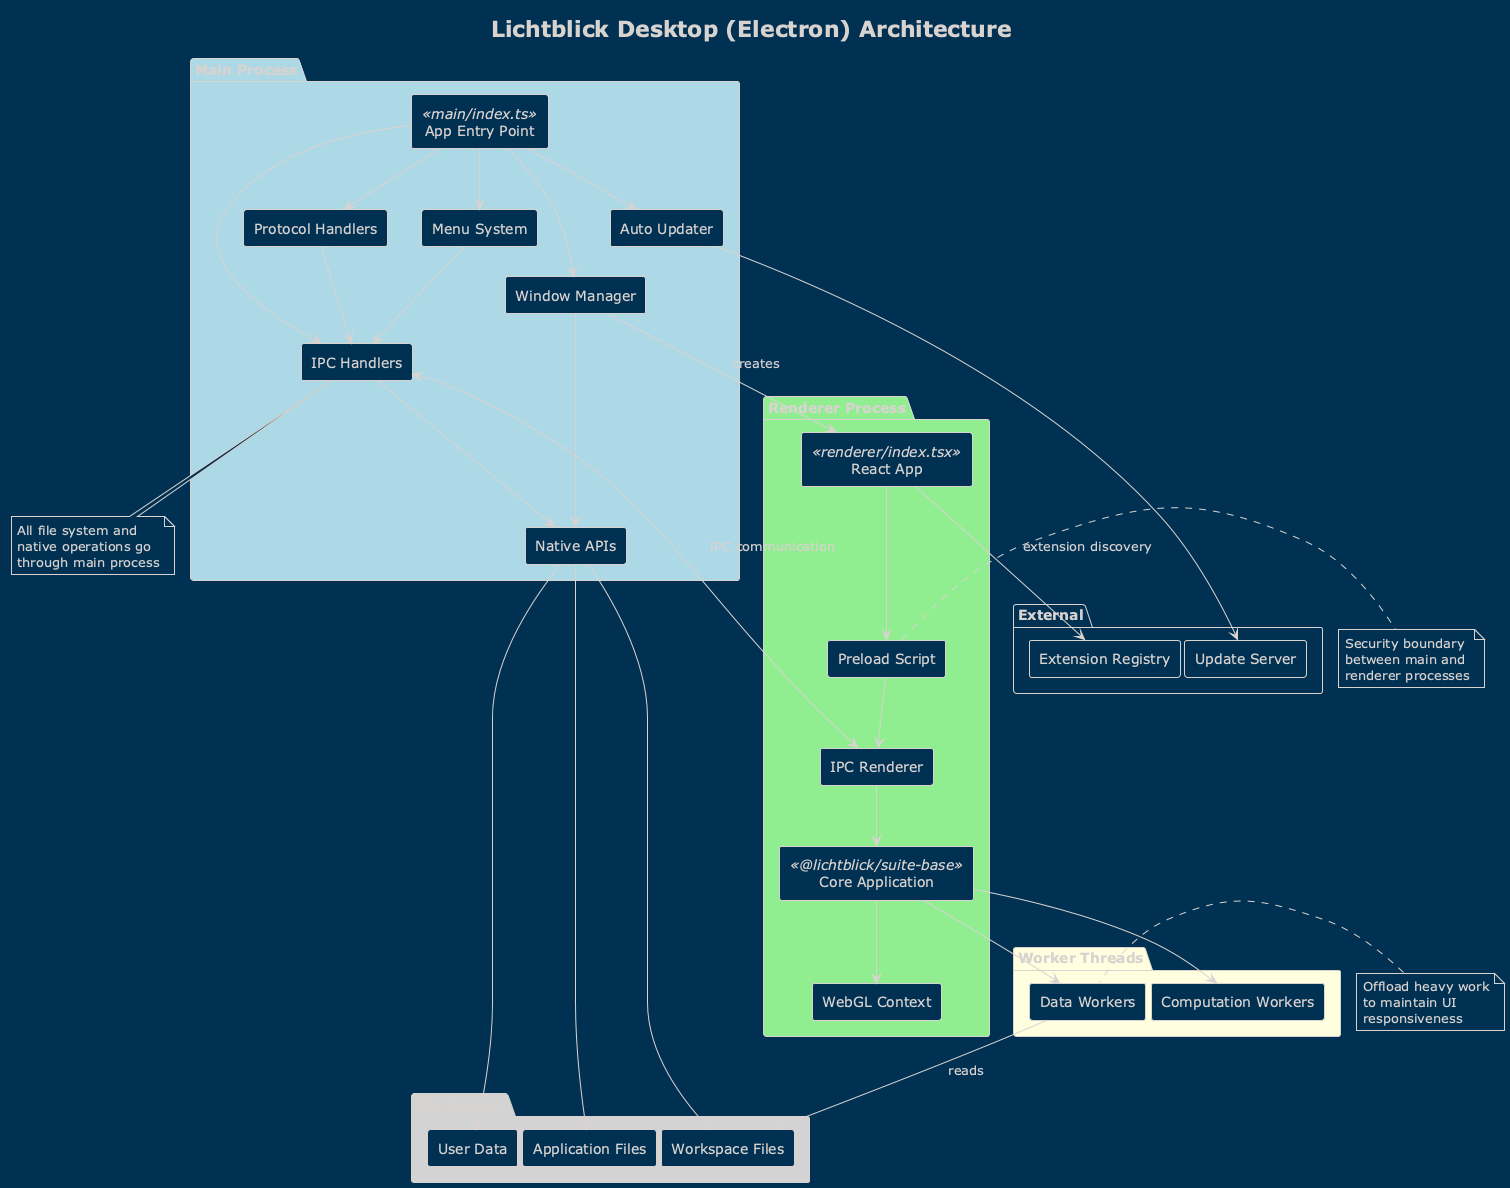 Lichtblick Desktop (Electron) Architecture
Main Process
«main/index.ts»
App Entry Point
Protocol Handlers
Menu System
Auto Updater
Window Manager
IPC Handlers
creates
Renderer Process
«renderer/index.tsx»
React App
All file system and
native operations go
through main process
Native APIs
IPC communication
extension discovery
External
Extension Registry
Update Server
Security boundary
between main and
renderer processes
Preload Script
IPC Renderer
«@lichtblick/suite-base»
Core Application
Worker Threads
WebGL Context
Data Workers
Computation Workers
Offload heavy work
to maintain UI
responsiveness
reads
User Data
Application Files
Workspace Files